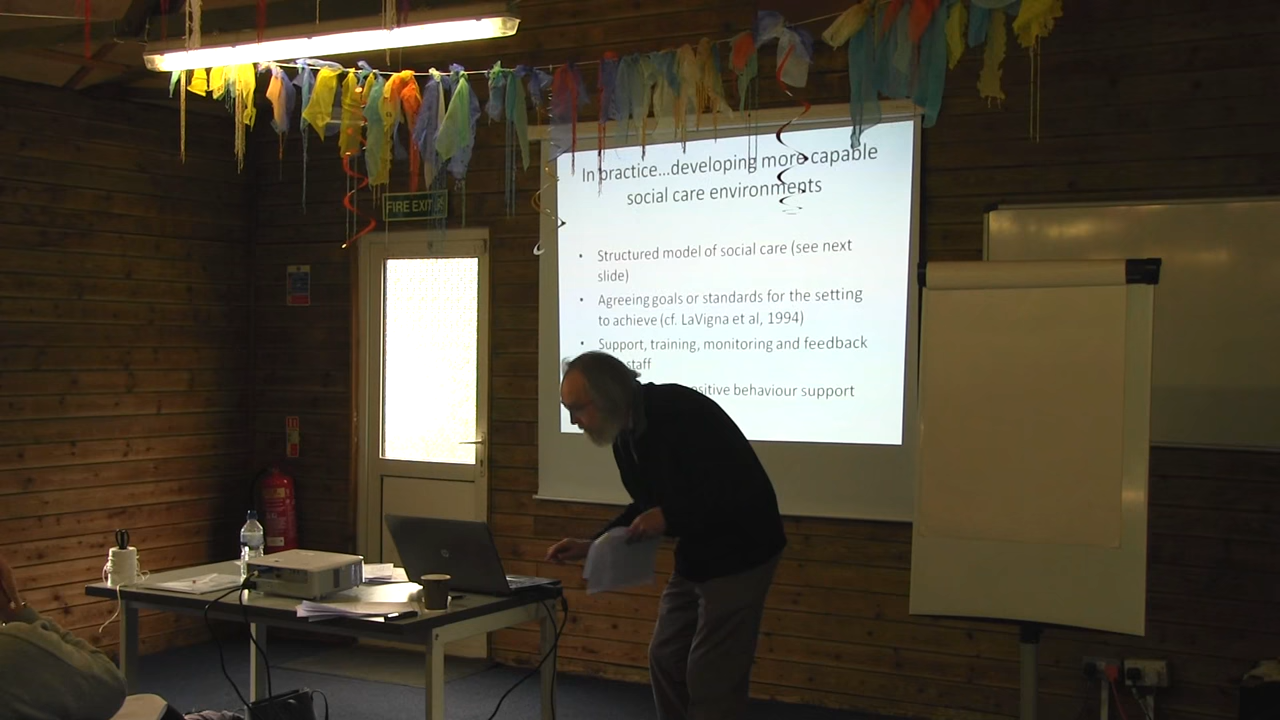 In practice...developing more capable
social care environments
FIRE EXIT
• Structured model of social care (see next
slide)
• Agreeing goals or standards for the setting
to achieve (cf. LaVigna et al, 1994)
• Support, training, monitoring and feedback
staff
sitive behaviour support